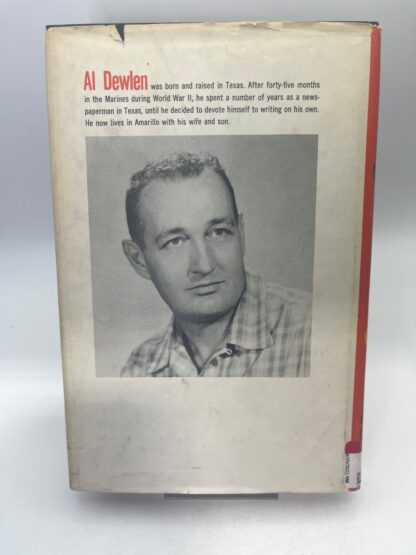 Al Dewlen was born and raised in Texas. After forty-five months
in the Marines during World War II, he spent a number of years as a news-
paperman in Texas, until he decided to devote himself to writing on his own.
He now lives in Amarillo with his wife and son.